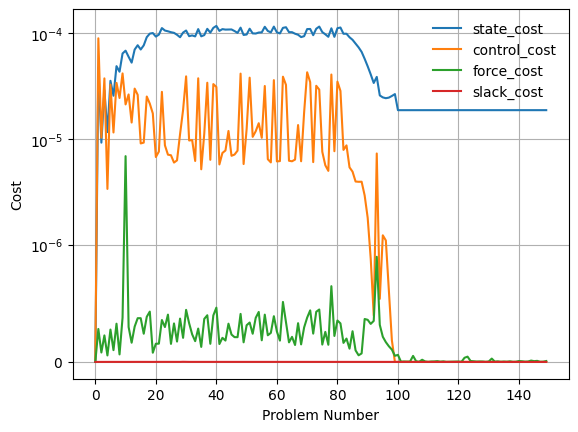 state_cost
control_cost
force_cost
slack_cost
10⁻⁴
10⁻⁵
10⁻⁶
0
Cost
0 20 40 60 80 100 120 140
Problem Number